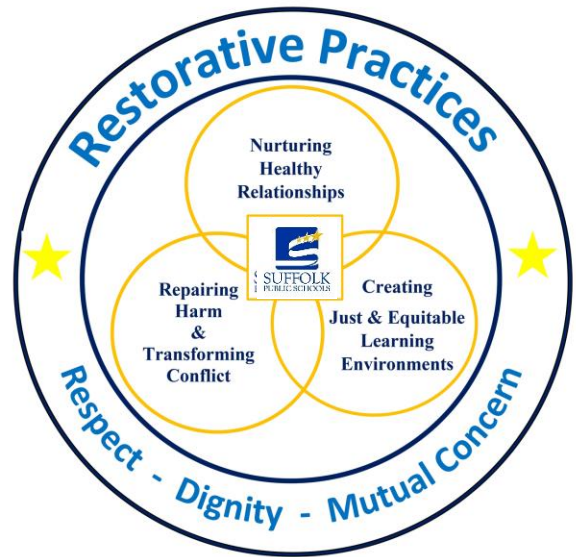 Restorative Practices
Nurturing
Healthy
Relationships
SUFFOLK
PUBLIC SCHOOLS
Repairing
Harm
&
Transforming
Conflict
Creating
Just & Equitable
Learning
Environments
Respect - Dignity - Mutual Concern